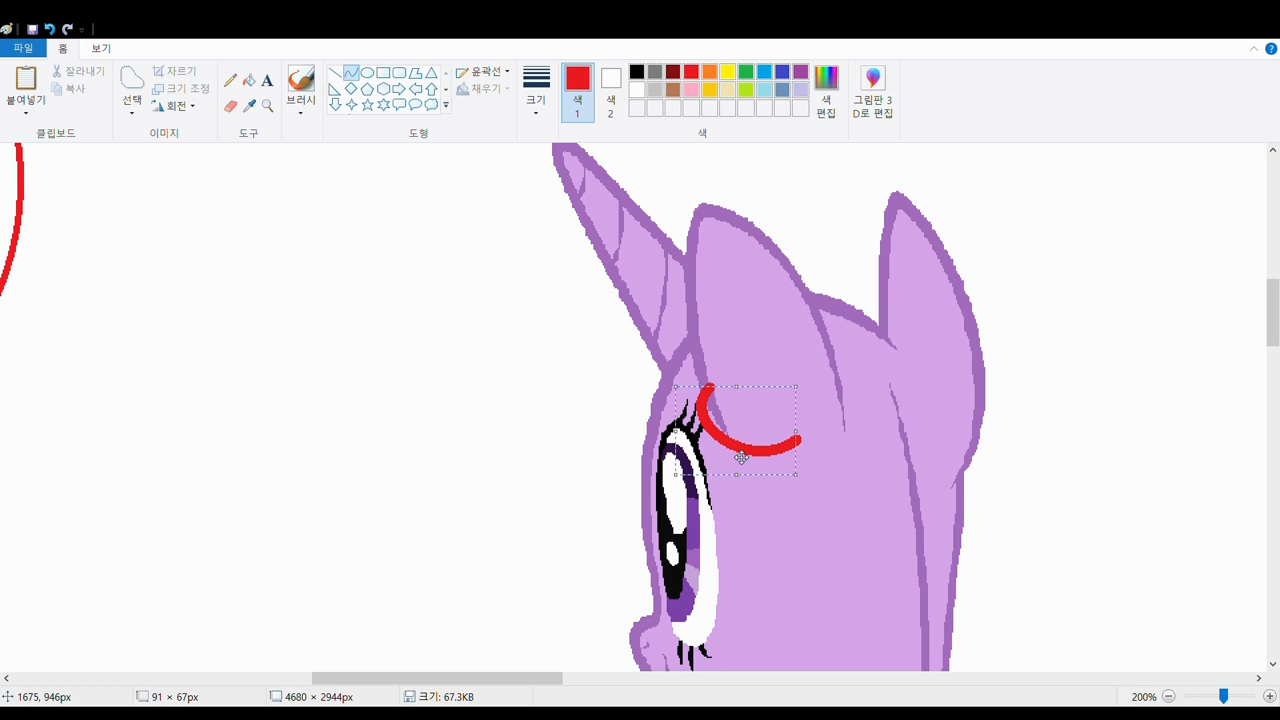 파일 홈 보기
붙여넣기
잘라내기
복사
클립보드
선택
자르기
크기 조정
회전
이미지
A
도구
브러시
윤곽선
채우기
도형
크기
색
1
색
2
색
편집
색
그림판 3
D로 편집
1675, 946px 91 × 67px 4680 × 2944px 크기: 67.3KB 200%